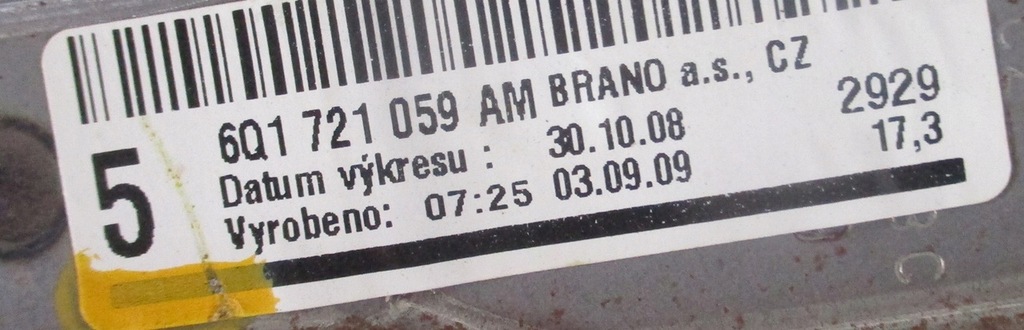 6Q1 721 059 AM BRANO a.s., CZ
5 Datum výkresu : 30.10.08 2929
Vyrobeno: 07:25 03.09.09 17,3